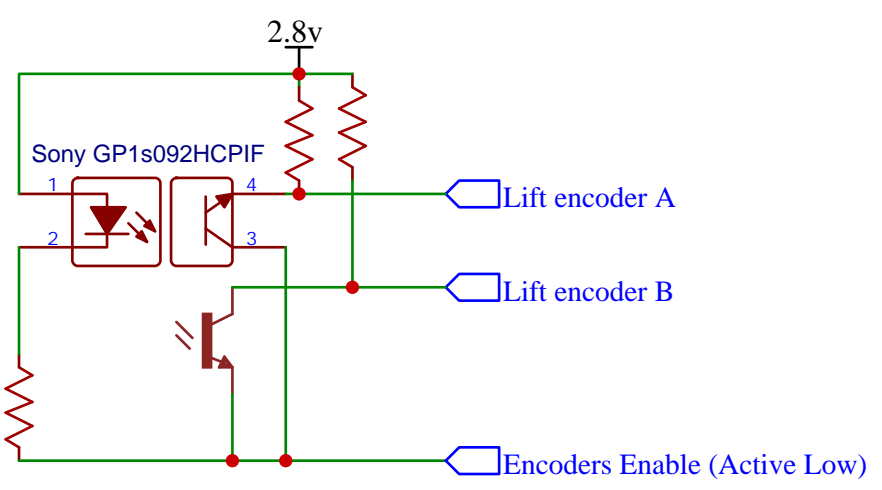 2.8v
Sony GP1s092HCPIF
1
4
Lift encoder A
2
3
Lift encoder B
Encoders Enable (Active Low)